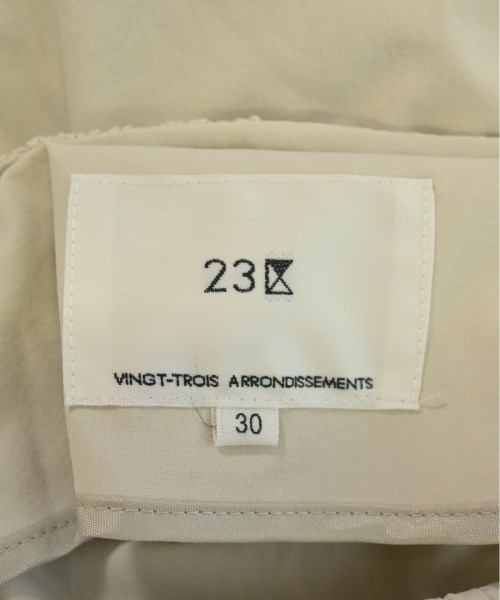 23区
VINGT-TROIS ARRONDISSEMENTS
30